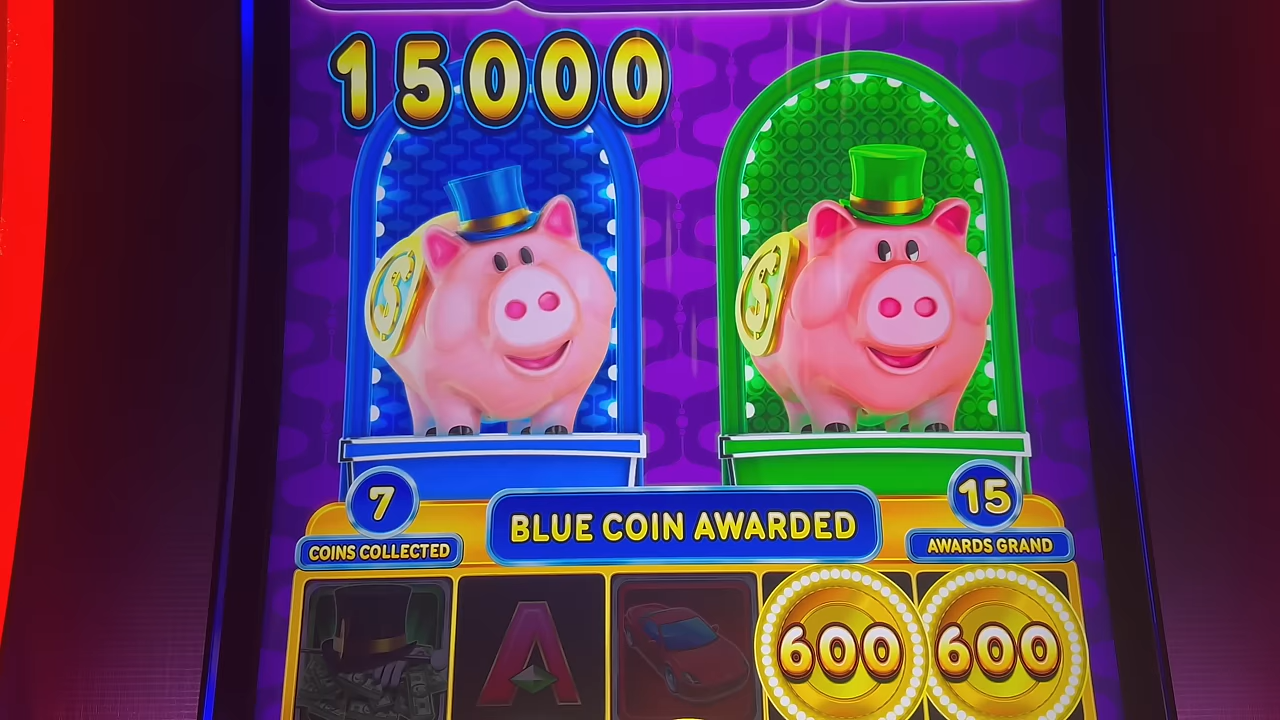 15000
$ $
7
15
BLUE COIN AWARDED
COINS COLLECTED
AWARDS GRAND
A
600 600